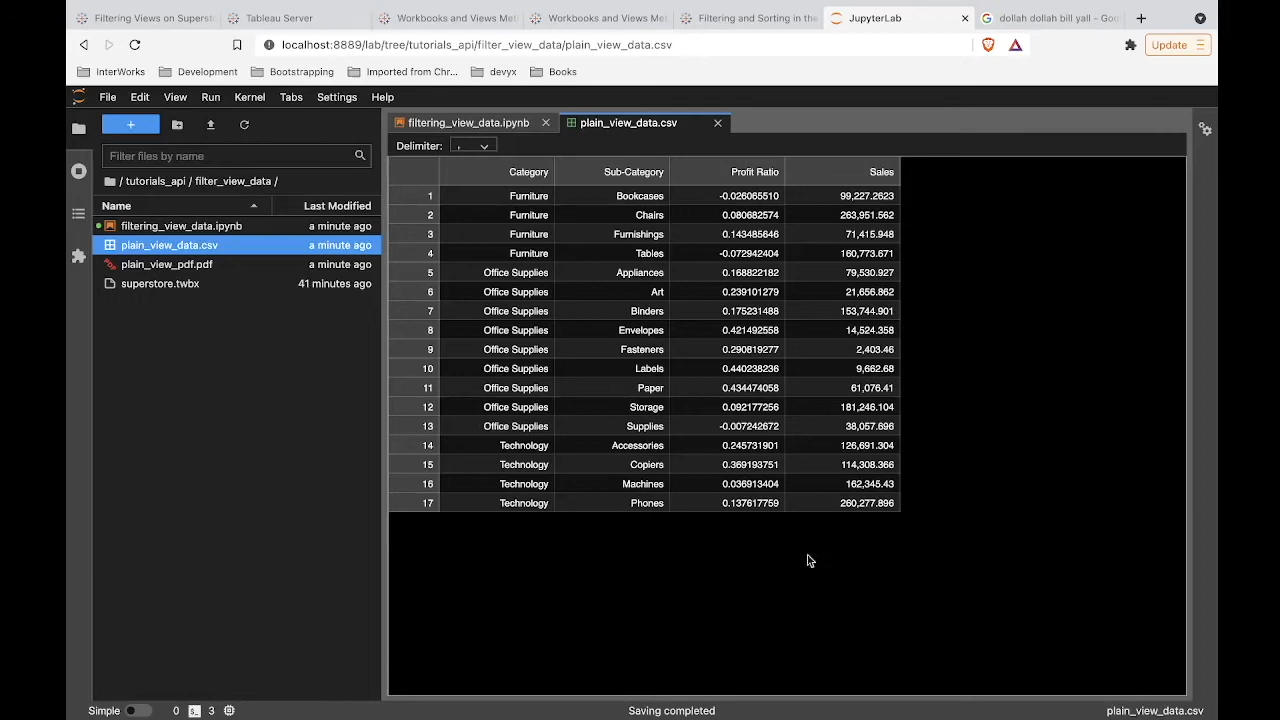 Filtering Views on Superst
Tableau Server
Workbooks and Views Met
Workbooks and Views Met
Filtering and Sorting in the
JupyterLab
dollah dollah bill yall - Goo
localhost:8889/lab/tree/tutorials_api/filter_view_data/plain_view_data.csv
Update
InterWorks
Development
Bootstrapping
Imported from Chr...
devyx
Books
File Edit View Run Kernel Tabs Settings Help
filtering_view_data.ipynb
plain_view_data.csv
Delimiter: ,
Filter files by name
/ tutorials_api / filter_view_data /
Name Last Modified
filtering_view_data.ipynb a minute ago
plain_view_data.csv a minute ago
plain_view_pdf.pdf a minute ago
superstore.twbx 41 minutes ago
Category Sub-Category Profit Ratio Sales
1 Furniture Bookcases -0.026065510 99,227.2623
2 Furniture Chairs 0.080682574 263,951.562
3 Furniture Furnishings 0.143485646 71,415.948
4 Furniture Tables -0.072942404 160,773.671
5 Office Supplies Appliances 0.168822182 79,530.927
6 Office Supplies Art 0.239101279 21,656.862
7 Office Supplies Binders 0.175231488 153,744.901
8 Office Supplies Envelopes 0.421492558 14,524.358
9 Office Supplies Fasteners 0.290819277 2,403.46
10 Office Supplies Labels 0.440238236 9,662.68
11 Office Supplies Paper 0.434474058 61,076.41
12 Office Supplies Storage 0.092177256 181,246.104
13 Office Supplies Supplies -0.007242672 38,057.696
14 Technology Accessories 0.245731901 126,691.304
15 Technology Copiers 0.369193751 114,308.366
16 Technology Machines 0.036913404 162,345.43
17 Technology Phones 0.137617759 260,277.896
Simple 0 3
Saving completed
plain_view_data.csv